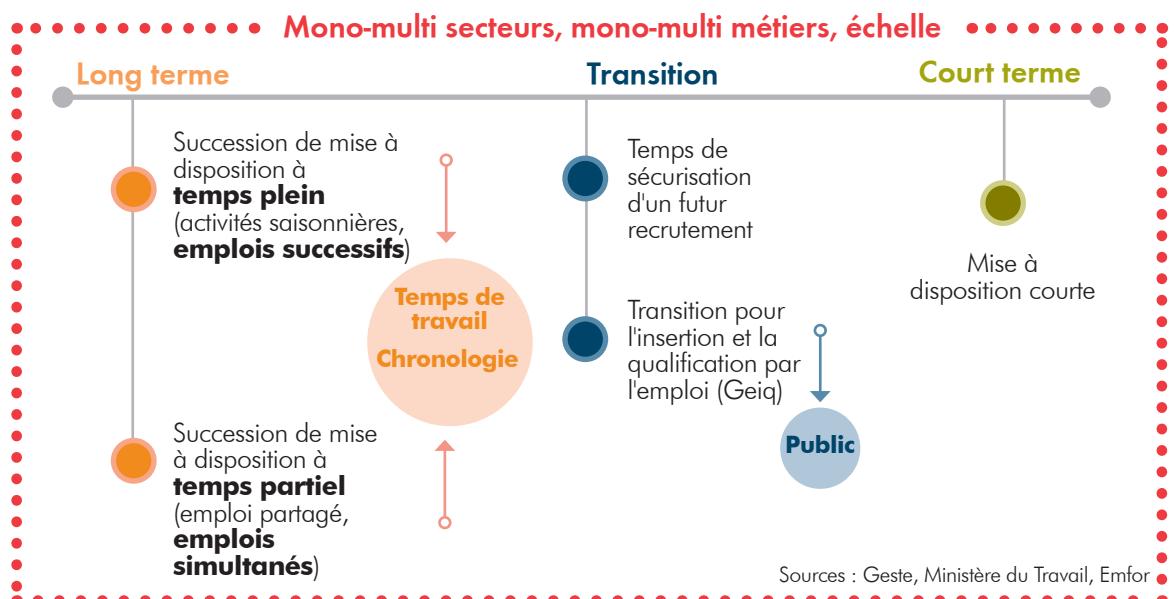 Mono-multi secteurs, mono-multi métiers, échelle
Long terme
Succession de mise à
disposition à
temps plein
(activités saisonnières,
emplois successifs)
Temps de
travail
Chronologie
Succession de mise
à disposition à
temps partiel
(emploi partagé,
emplois
simultanés)
Transition
Temps de
sécurisation
d'un futur
recrutement
Transition pour
l'insertion et la
qualification par
l'emploi (Geiq)
Public
Court terme
Mise à
disposition courte
Sources : Geste, Ministère du Travail, Emfor